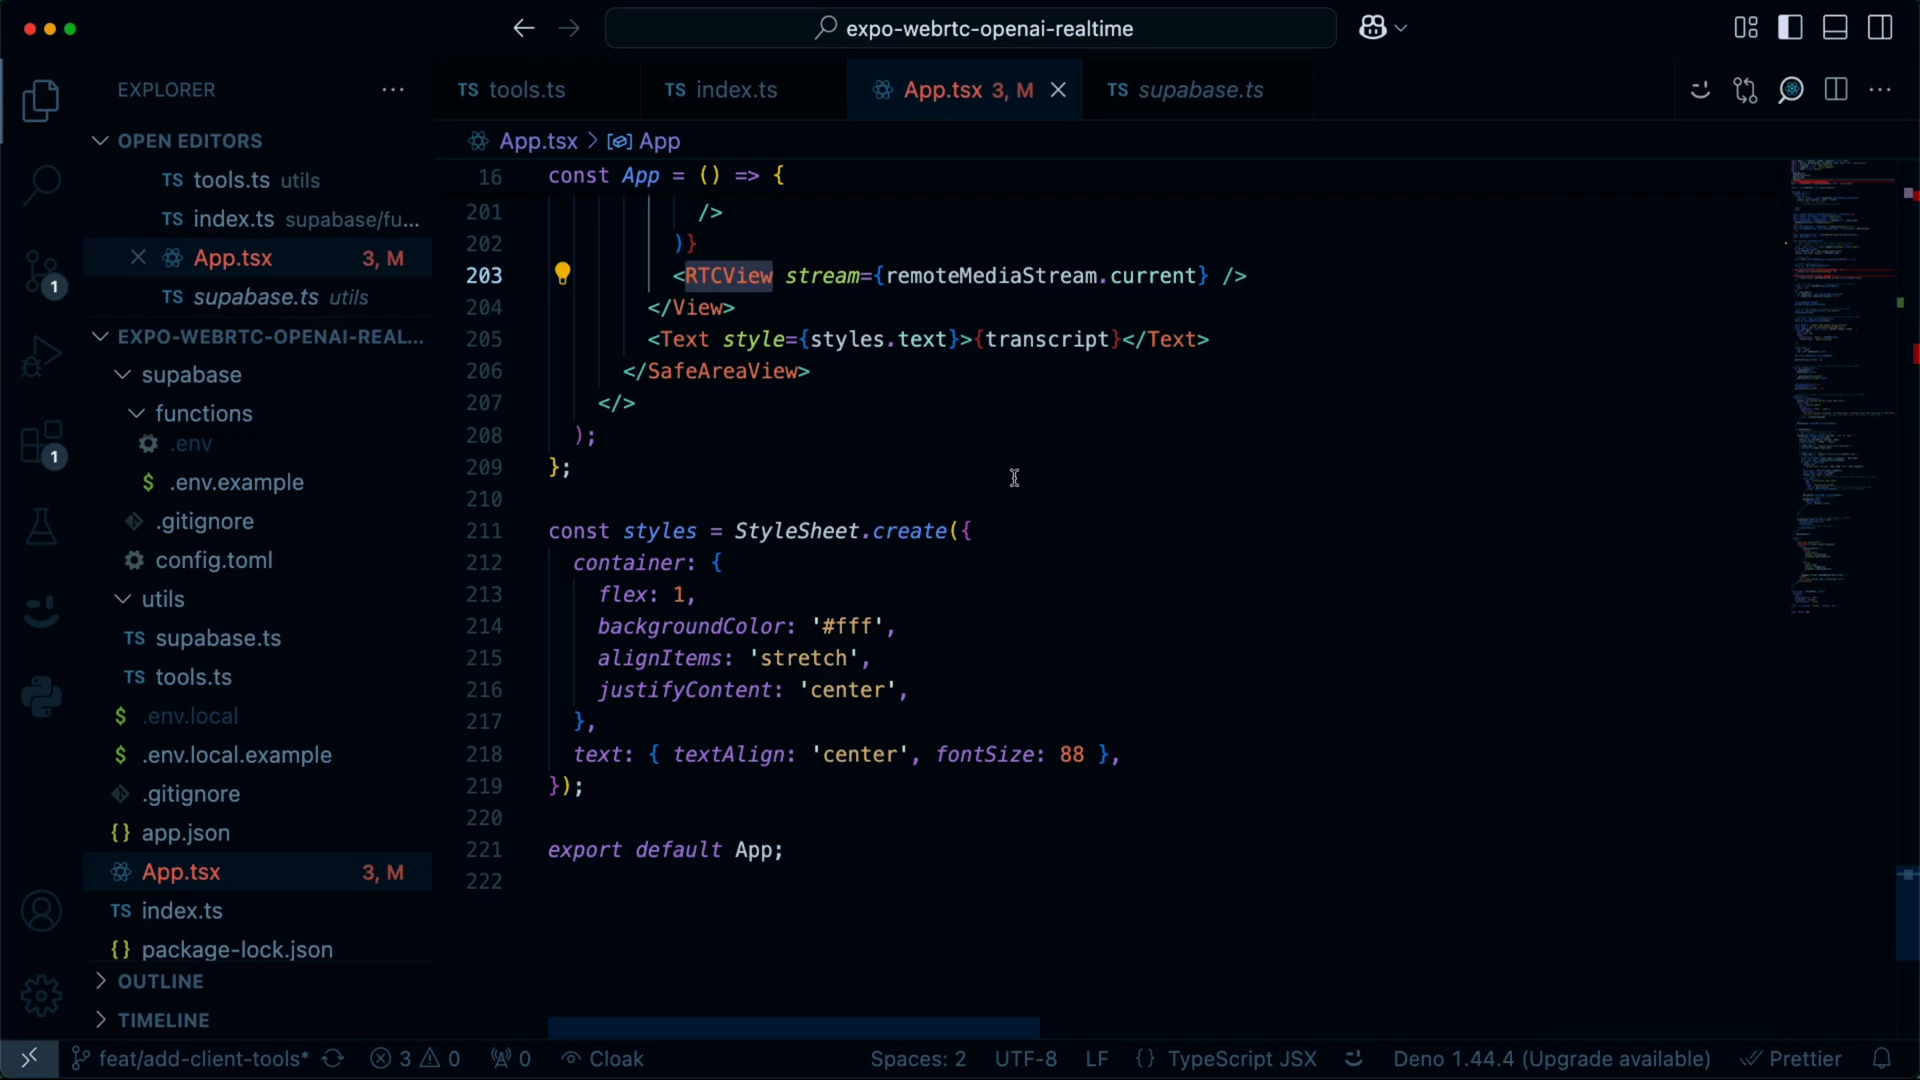 expo-webrtc-openai-realtime
EXPLORER
OPEN EDITORS
TS tools.ts utils
TS index.ts supabase/fu...
App.tsx 3, M
TS supabase.ts utils
EXPO-WEBRTC-OPENAI-REAL...
supabase
functions
.env
$ .env.example
.gitignore
config.toml
utils
TS supabase.ts
TS tools.ts
$ .env.local
$ .env.local.example
.gitignore
{} app.json
App.tsx 3, M
TS index.ts
{} package-lock.json
OUTLINE
TIMELINE
1
1
TS tools.ts
TS index.ts
App.tsx 3, M
TS supabase.ts
App.tsx > App
16 const App = () => {
201 />
202 )}
203 <RTCView stream={remoteMediaStream.current} />
204 </View>
205 <Text style={styles.text}>{transcript}</Text>
206 </SafeAreaView>
207 </>
208 );
209 };
210
211 const styles = StyleSheet.create({
212 container: {
213 flex: 1,
214 backgroundColor: '#fff',
215 alignItems: 'stretch',
216 justifyContent: 'center',
217 },
218 text: { textAlign: 'center', fontSize: 88 },
219 });
220
221 export default App;
222
feat/add-client-tools* 3 0 0 Cloak Spaces: 2 UTF-8 LF {} TypeScript JSX Deno 1.44.4 (Upgrade available) Prettier